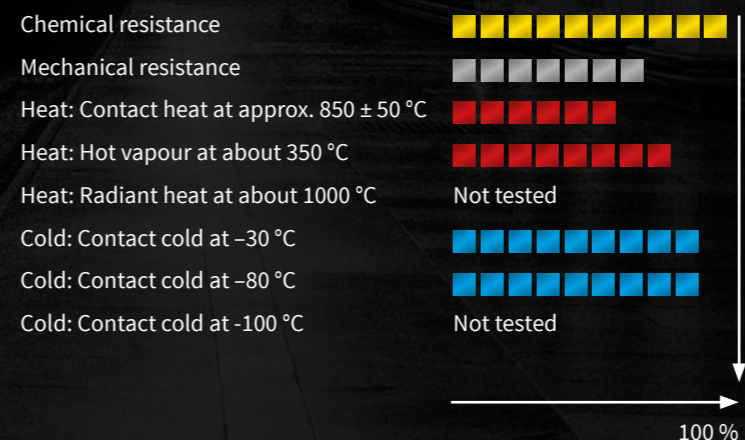 Chemical resistance
Mechanical resistance
Heat: Contact heat at approx. 850 ± 50 °C
Heat: Hot vapour at about 350 °C
Heat: Radiant heat at about 1000 °C Not tested
Cold: Contact cold at –30 °C
Cold: Contact cold at –80 °C
Cold: Contact cold at -100 °C Not tested
100 %